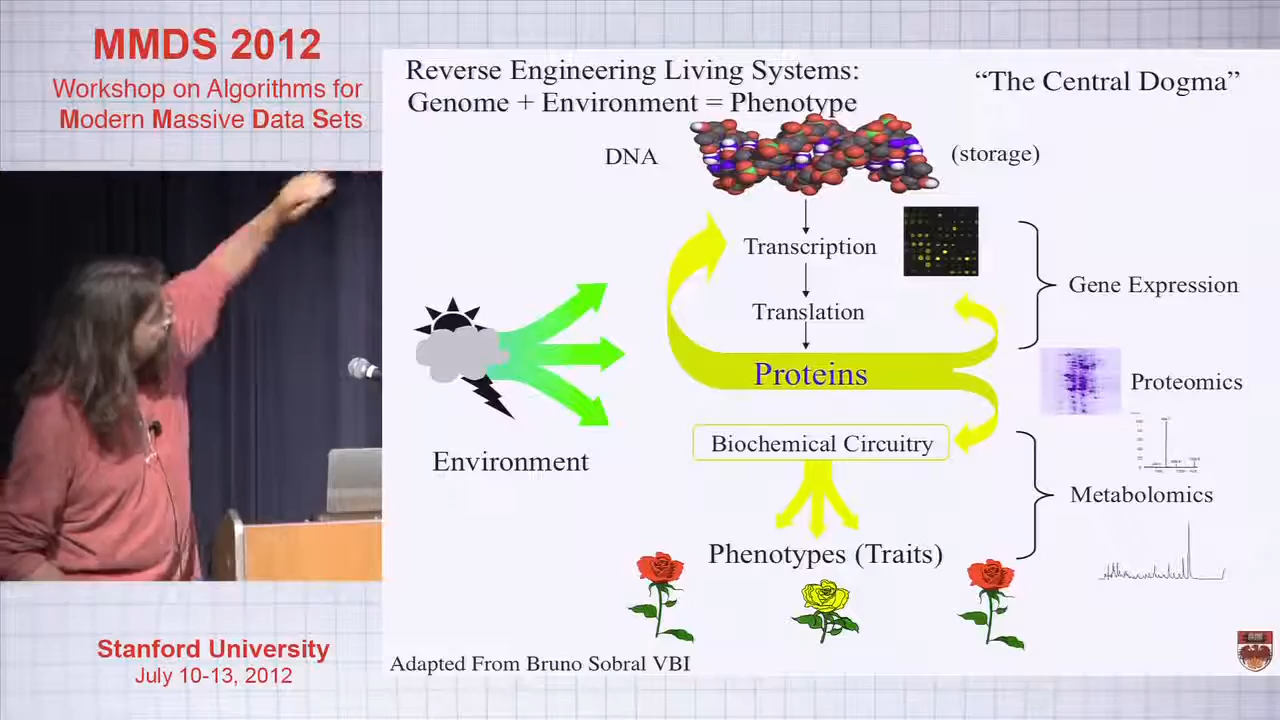 MMDS 2012
Workshop on Algorithms for
Modern Massive Data Sets
Reverse Engineering Living Systems:
Genome + Environment = Phenotype
“The Central Dogma”
DNA
(storage)
Transcription
Translation
Gene Expression
Proteins
Proteomics
Biochemical Circuitry
Environment
Metabolomics
Phenotypes (Traits)
Stanford University
July 10-13, 2012
Adapted From Bruno Sobral VBI